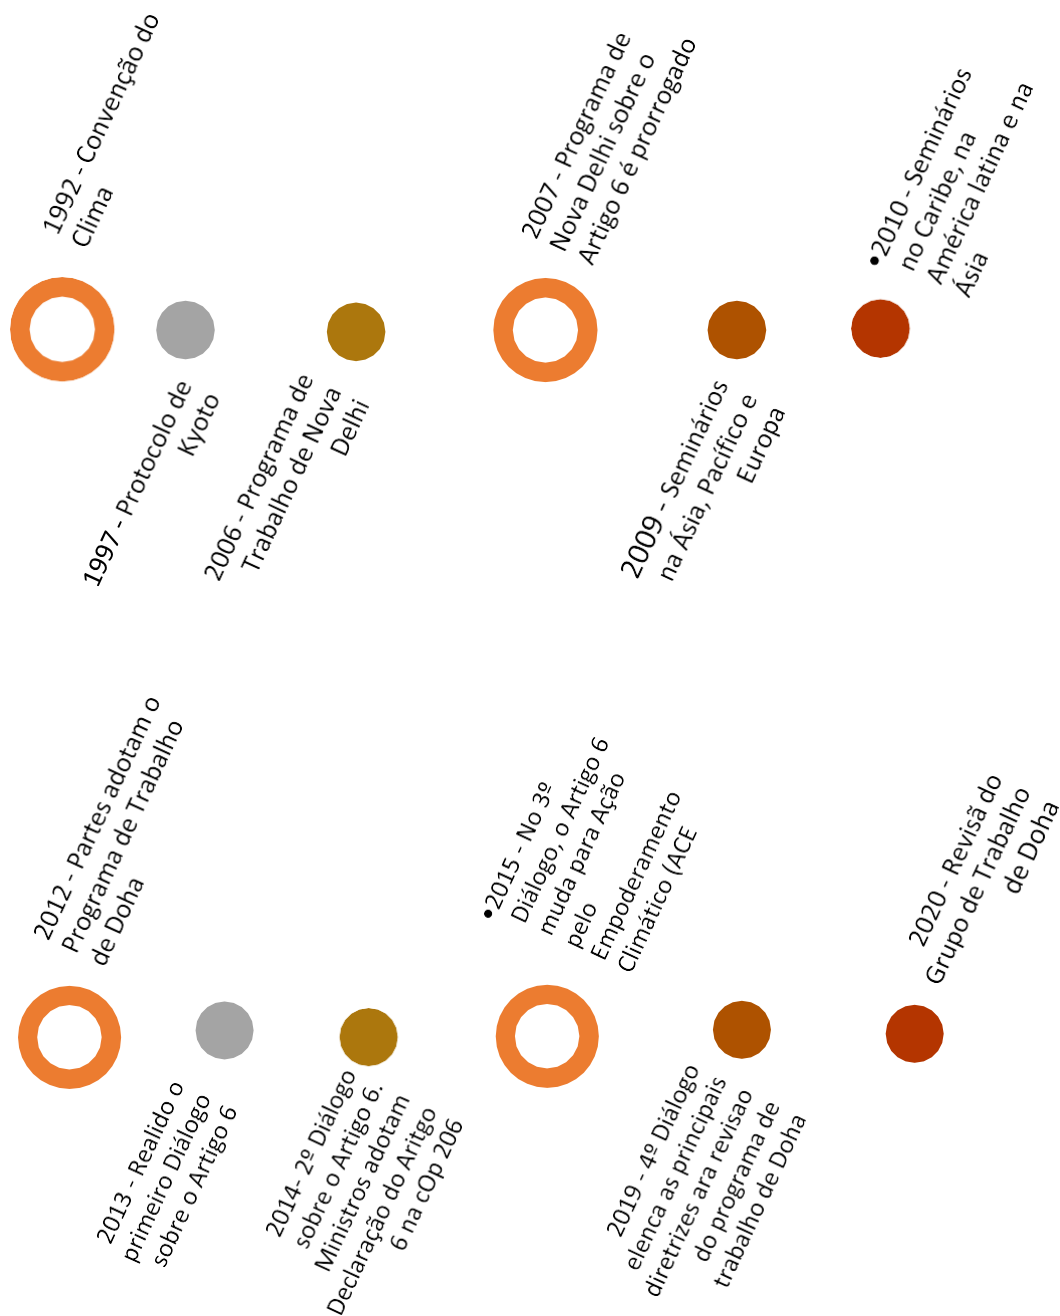 1992 - Convenção do
Clima
1997 - Protocolo de
Kyoto
2006 - Programa de
Trabalho de Nova
Delhi
2007 - Programa de
Nova Delhi sobre o
Artigo 6 é prorrogado
2009 - Seminários
na Ásia, Pacífico e
Europa
•2010 - Seminários
no Caribe, na
América latina e na
Ásia
2012 - Partes adotam o
Programa de Trabalho
de Doha
2013 - Realido o
primeiro Diálogo
sobre o Artigo 6
2014- 2º Diálogo
sobre o Artigo 6.
Ministros adotam
Declaração do Aritgo
6 na cOp 206
•2015 - No 3º
Diálogo, o Artigo 6
muda para Ação
pelo
Empoderamento
Climático (ACE
2019 - 4º Diálogo
elenca as principais
diretrizes ara revisao
do programa de
trabalho de Doha
2020 - Revisã do
Grupo de Trabalho
de Doha